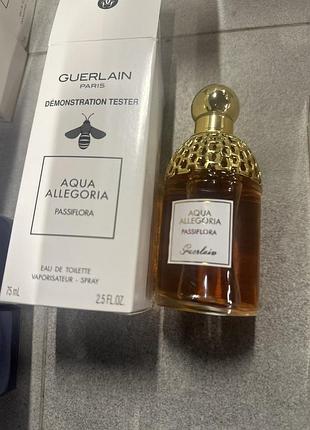 GUERLAIN
PARIS
DÉMONSTRATION TESTER
AQUA
ALLEGORIA
PASSIFLORA
EAU DE TOILETTE
VAPORISATEUR - SPRAY
75 mL
2.5 FL.OZ.
AQUA
ALLEGORIA
PASSIFLORA
Guerlain